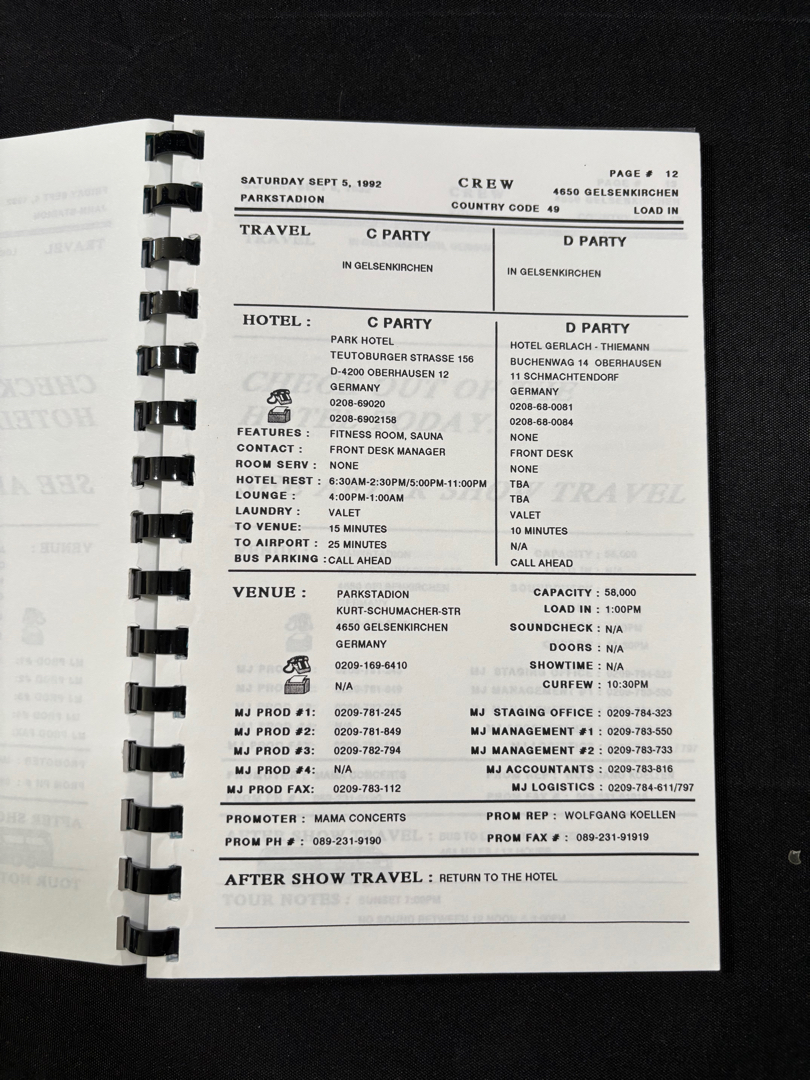 SATURDAY SEPT 5, 1992
PARKSTADION
CREW
COUNTRY CODE 49
PAGE # 12
4650 GELSENKIRCHEN
LOAD IN
TRAVEL
C PARTY
IN GELSENKIRCHEN
D PARTY
IN GELSENKIRCHEN
HOTEL :
C PARTY
PARK HOTEL
TEUTOBURGER STRASSE 156
D-4200 OBERHAUSEN 12
GERMANY
0208-69020
0208-6902158
FEATURES : FITNESS ROOM, SAUNA
CONTACT : FRONT DESK MANAGER
ROOM SERV : NONE
HOTEL REST : 6:30AM-2:30PM/5:00PM-11:00PM
LOUNGE : 4:00PM-1:00AM
LAUNDRY : VALET
TO VENUE: 15 MINUTES
TO AIRPORT : 25 MINUTES
BUS PARKING : CALL AHEAD
D PARTY
HOTEL GERLACH - THIEMANN
BUCHENWAG 14 OBERHAUSEN
11 SCHMACHTENDORF
GERMANY
0208-68-0081
0208-68-0084
NONE
FRONT DESK
NONE
TBA
TBA
VALET
10 MINUTES
N/A
CALL AHEAD
VENUE :
PARKSTADION
KURT-SCHUMACHER-STR
4650 GELSENKIRCHEN
GERMANY
0209-169-6410
N/A
CAPACITY : 58,000
LOAD IN : 1:00PM
SOUNDCHECK : N/A
DOORS : N/A
SHOWTIME : N/A
CURFEW : 10:30PM
MJ PROD #1: 0209-781-245
MJ PROD #2: 0209-781-849
MJ PROD #3: 0209-782-794
MJ PROD #4: N/A
MJ PROD FAX: 0209-783-112
MJ STAGING OFFICE : 0209-784-323
MJ MANAGEMENT #1 : 0209-783-550
MJ MANAGEMENT #2 : 0209-783-733
MJ ACCOUNTANTS : 0209-783-816
MJ LOGISTICS : 0209-784-611/797
PROMOTER : MAMA CONCERTS
PROM PH # : 089-231-9190
PROM REP : WOLFGANG KOELLEN
PROM FAX # : 089-231-91919
AFTER SHOW TRAVEL : RETURN TO THE HOTEL